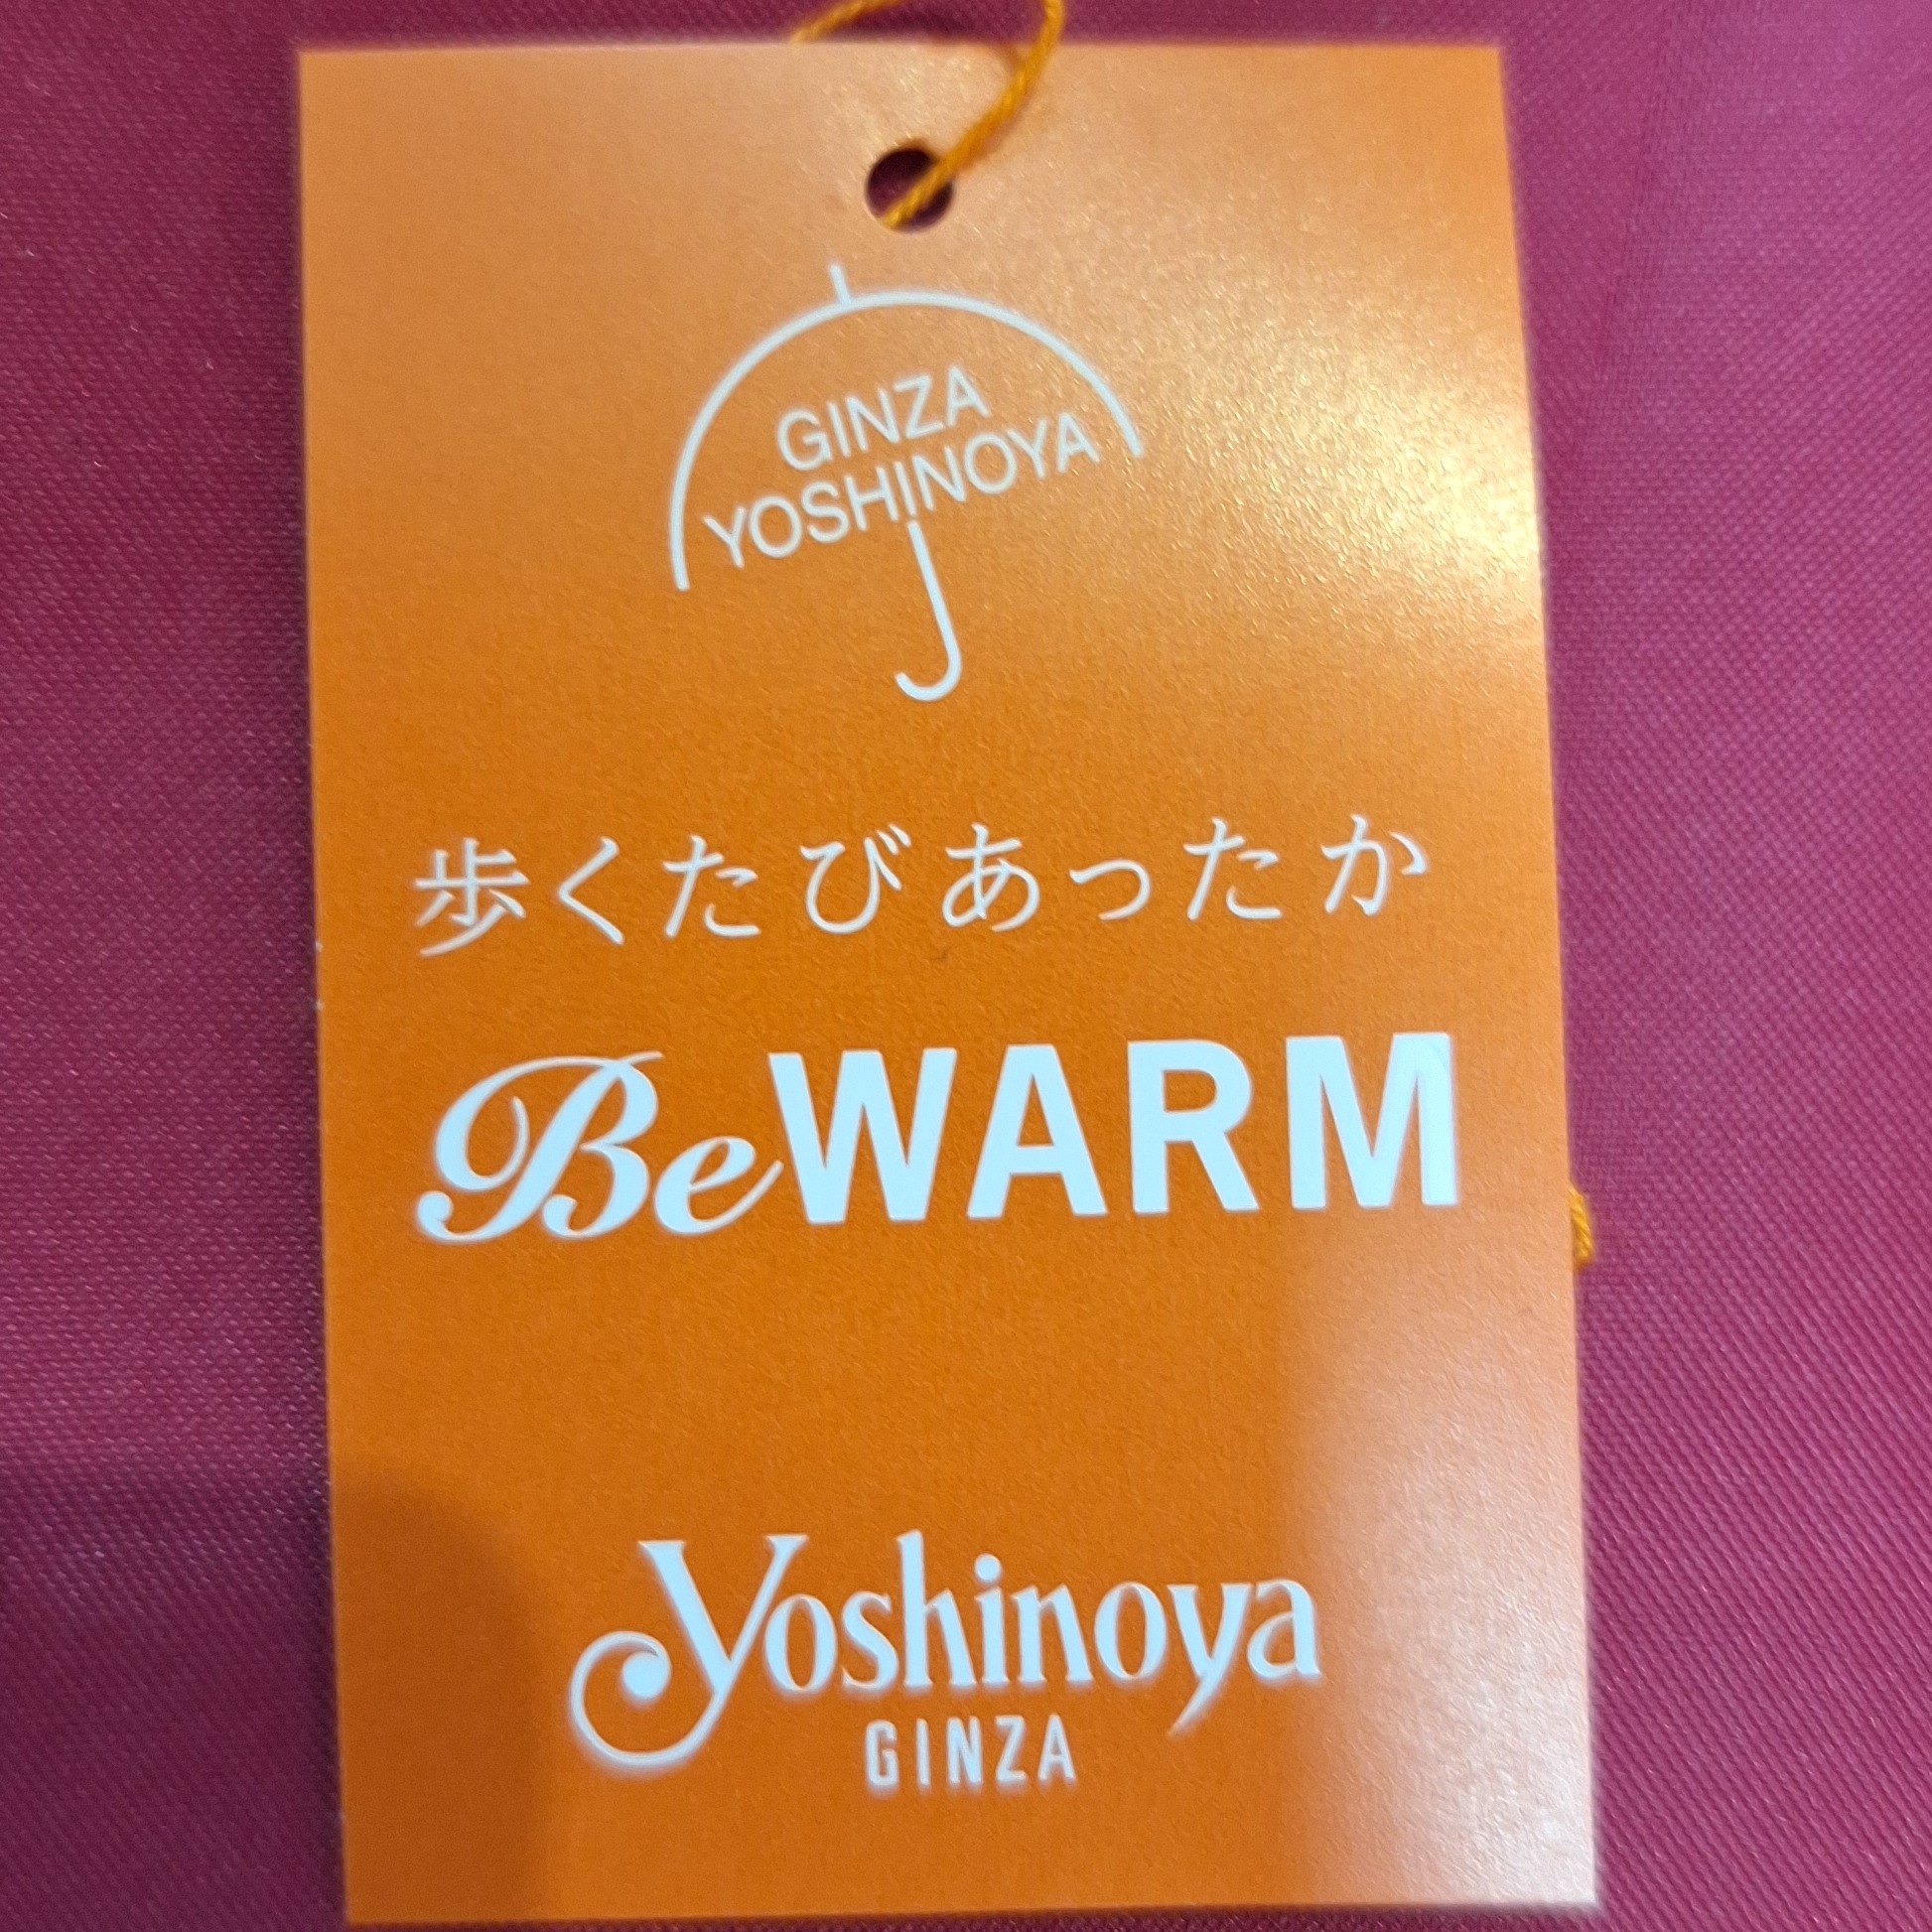 GINZA
YOSHINOYA
歩くたびあったか
BeWARM
Yoshinoya
GINZA